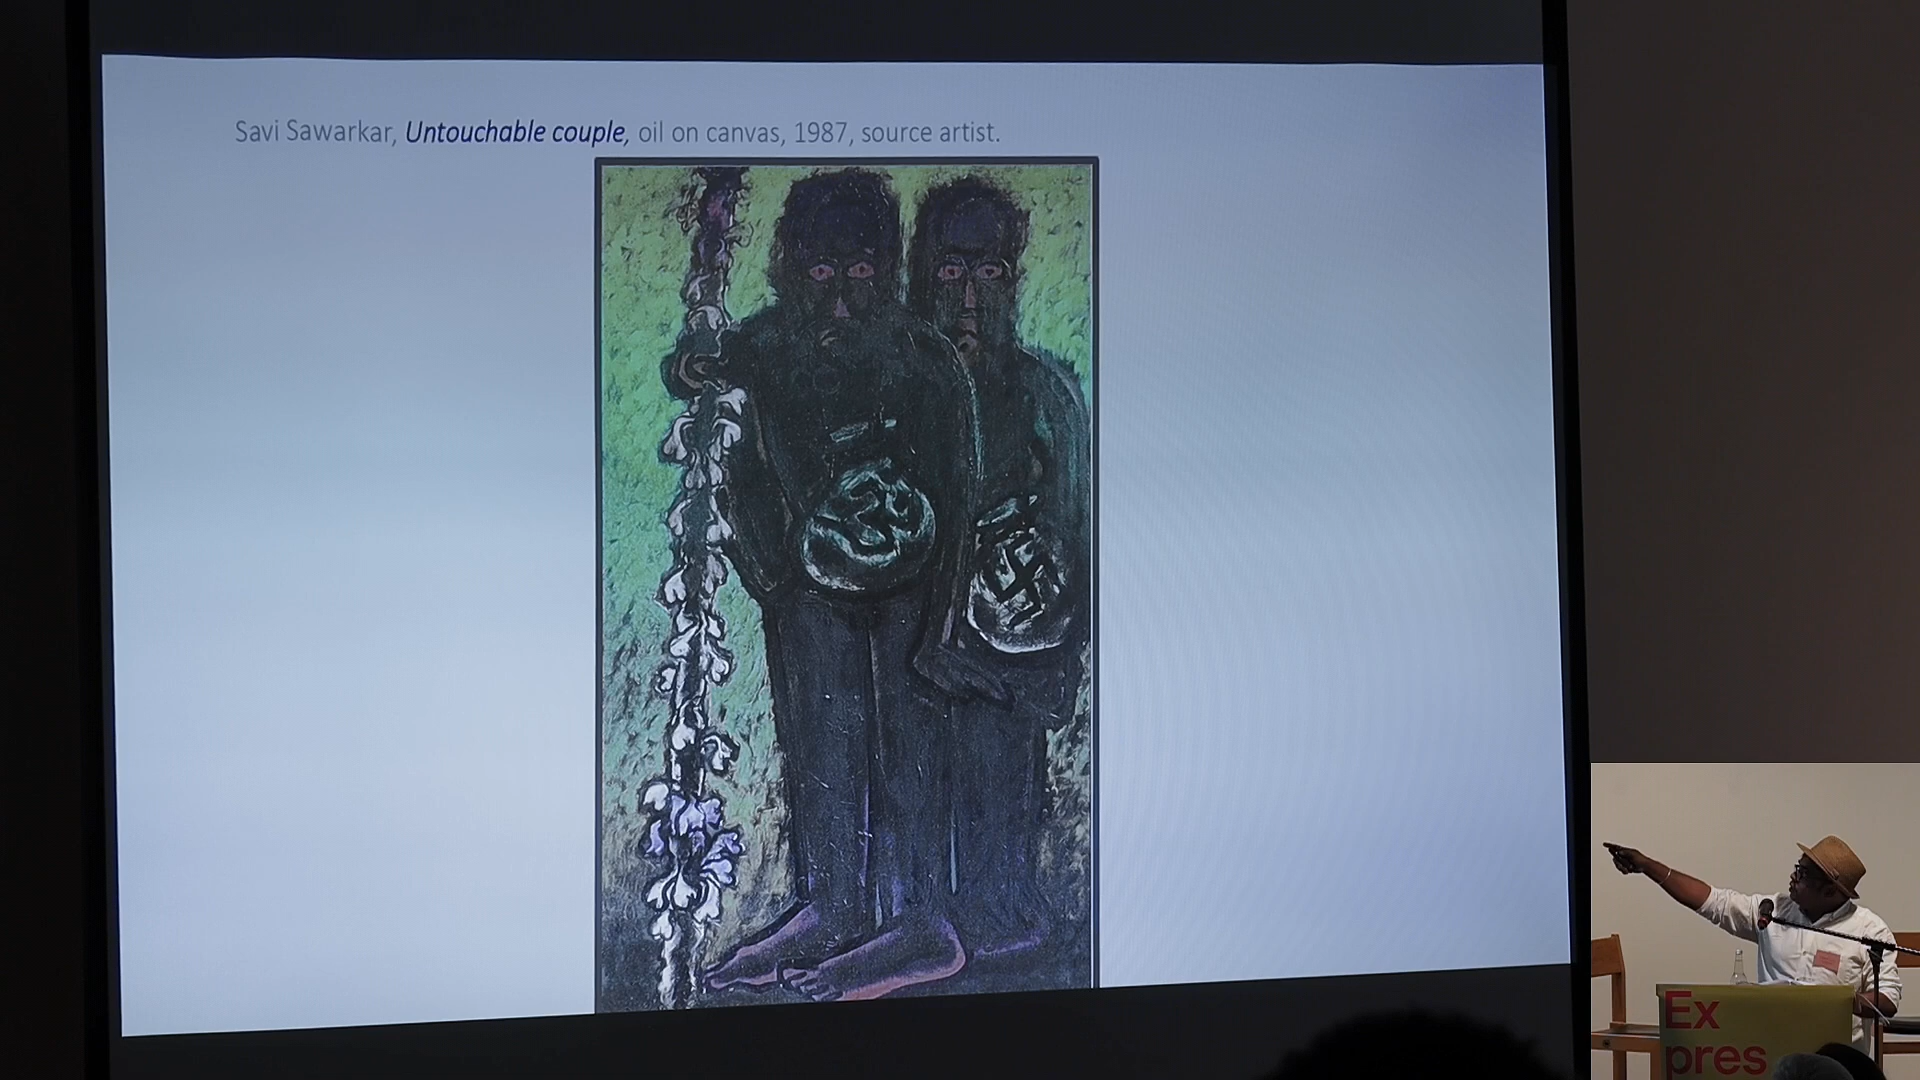 Savi Sawarkar, Untouchable couple, oil on canvas, 1987, source artist.
ॐ
Ex
pres